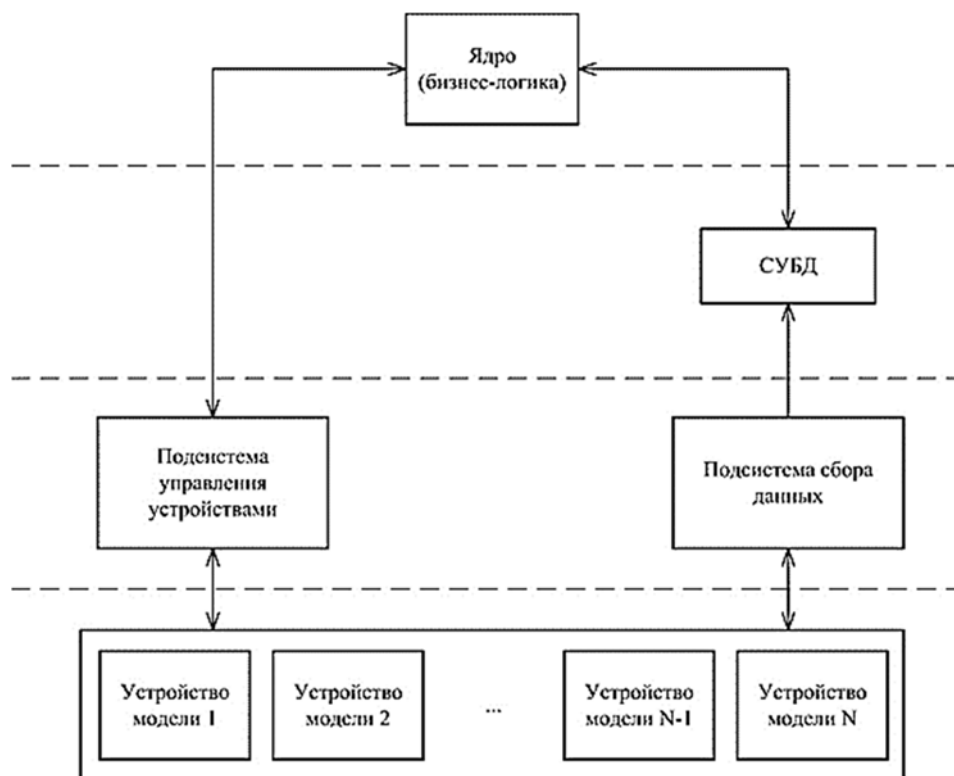 Ядро
(бизнес-логика)
СУБД
Подсистема
управления
устройствами
Подсистема сбора
данных
Устройство
модели 1
Устройство
модели 2
...
Устройство
модели N-1
Устройство
модели N